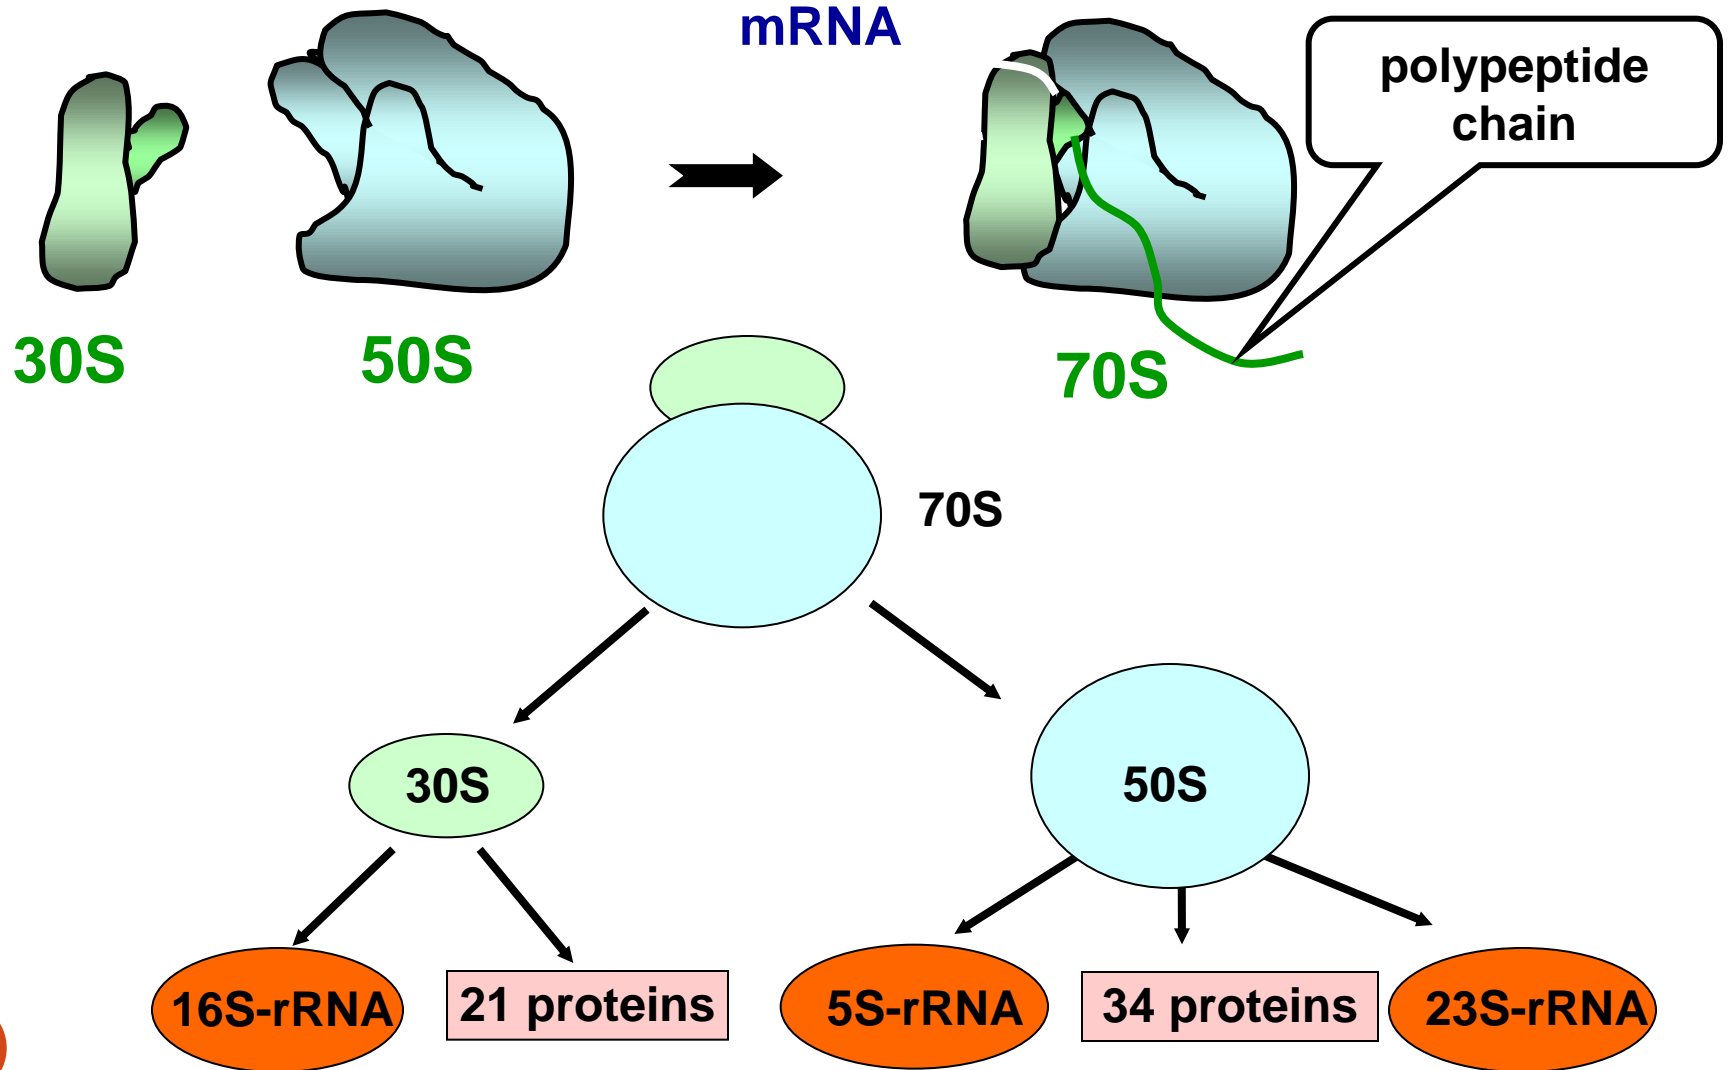 mRNA
polypeptide
chain
30S
50S
70S
70S
30S
50S
16S-rRNA
21 proteins
5S-rRNA
34 proteins
23S-rRNA